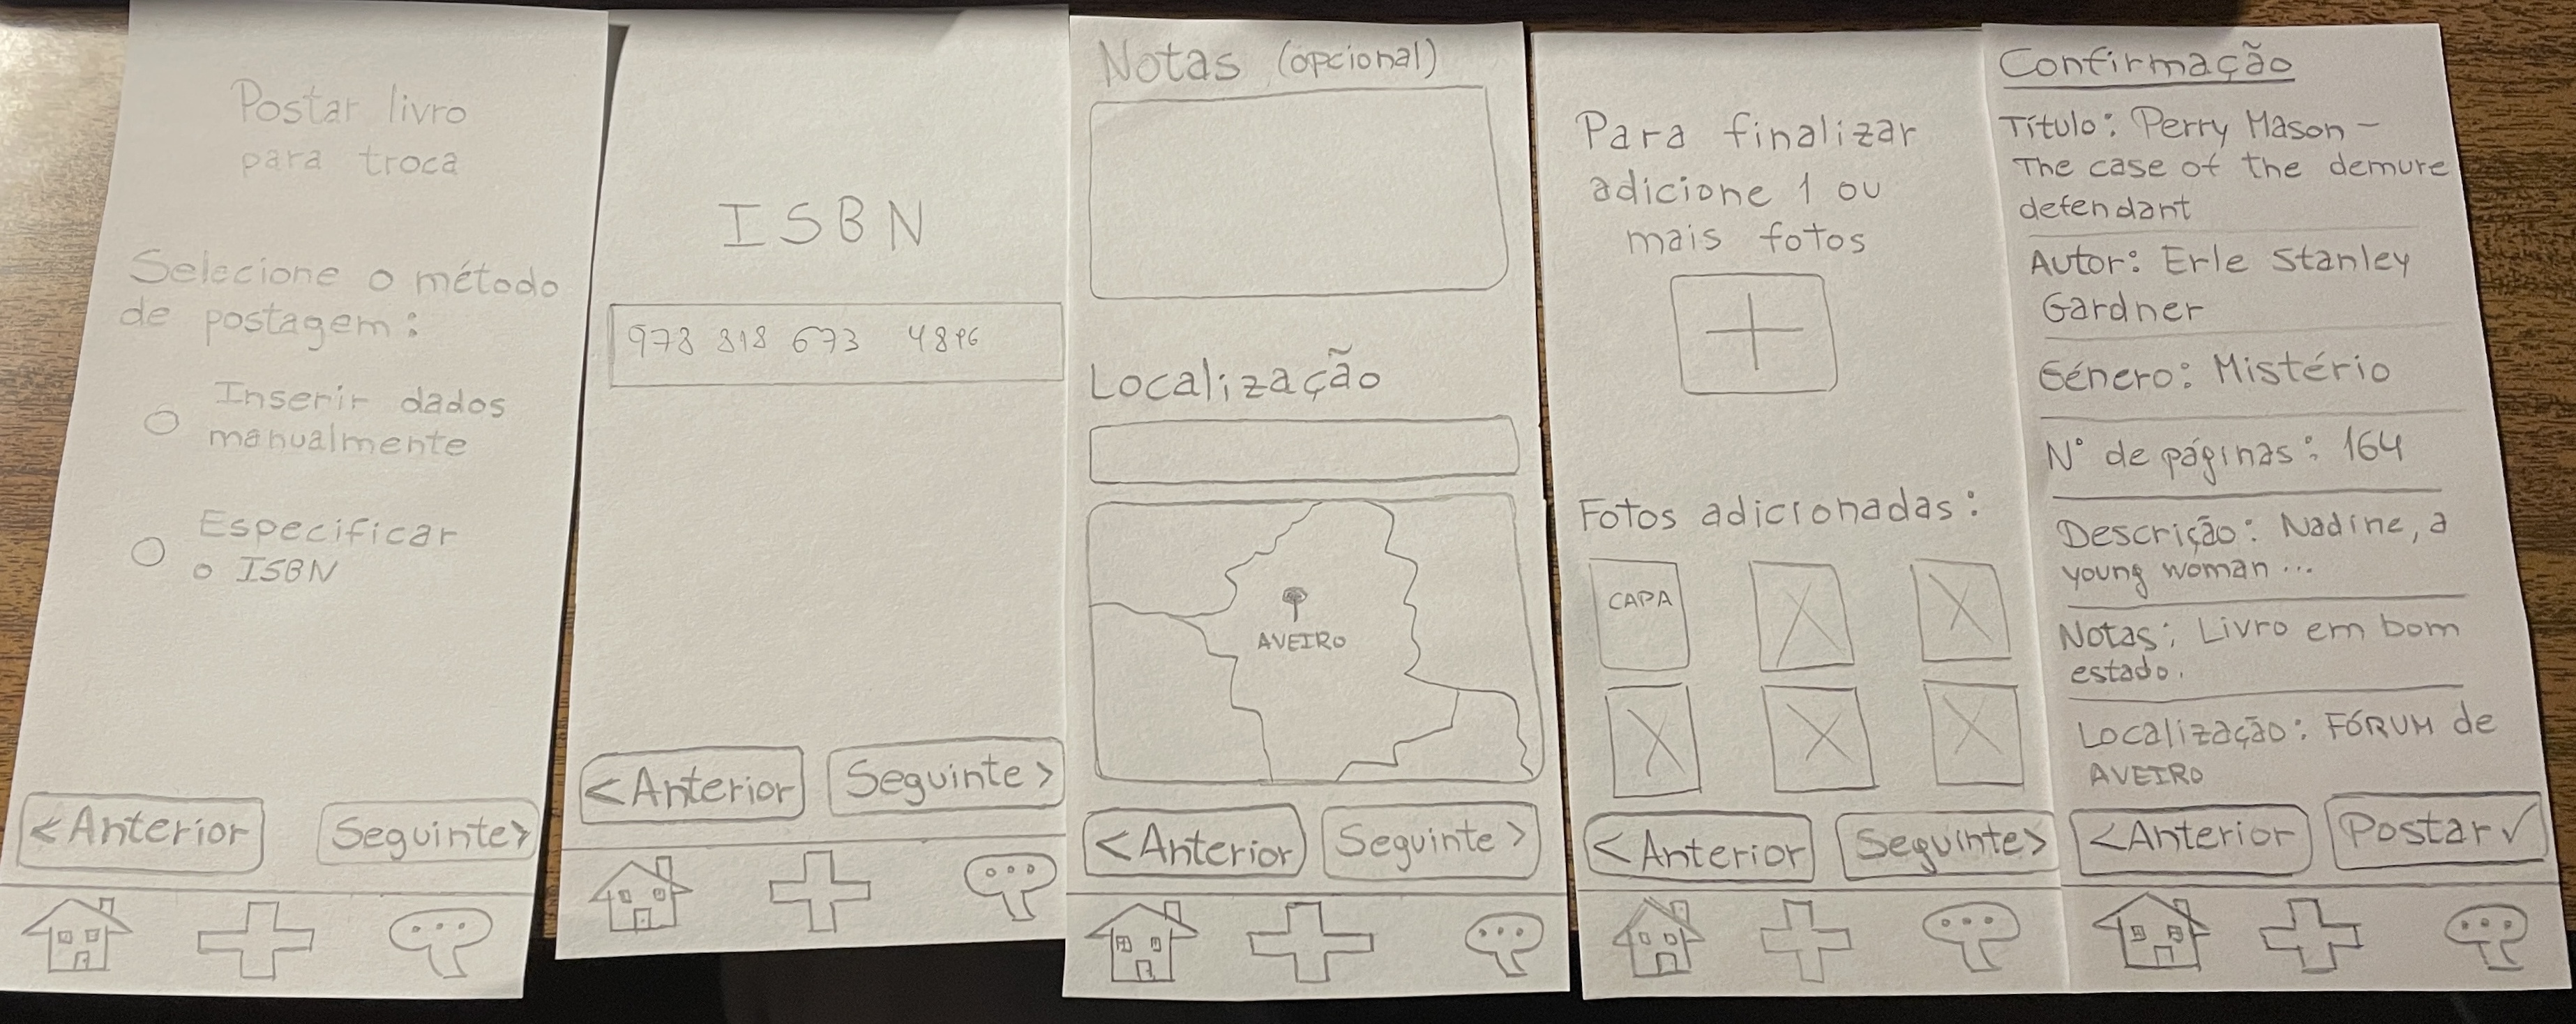 Postar livro
para troca
Selecione o método
de postagem:
Inserir dados
manualmente
Especificar
o ISBN
< Anterior
Seguinte >
ISBN
978 818 673 4896
< Anterior
Seguinte >
Notas (opcional)
Localização
AVEIRO
< Anterior
Seguinte >
Para finalizar
adicione 1 ou
mais fotos
Fotos adicionadas:
CAPA
< Anterior
Seguinte >
Confirmação
Título: Perry Mason -
The case of the demure
defendant
Autor: Erle Stanley
Gardner
Género: Mistério
N° de páginas: 164
Descrição: Nadine, a
young woman ...
Notas: Livro em bom
estado.
Localização: FÓRUM de
AVEIRO
< Anterior
Postar ✓